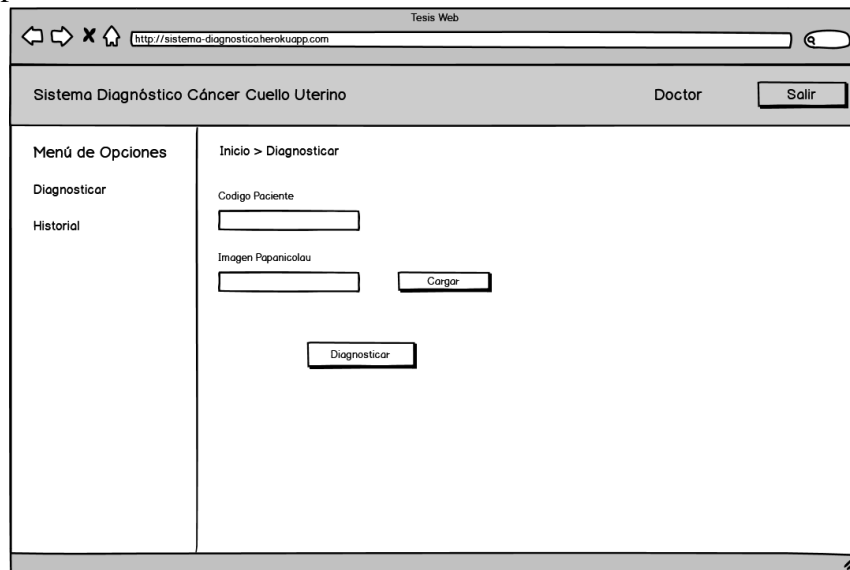 Tesis Web
http://sistema-diagnostico.herokuapp.com
Sistema Diagnóstico Cáncer Cuello Uterino
Doctor
Salir
Menú de Opciones
Diagnosticar
Historial
Inicio > Diagnosticar
Codigo Paciente
Imagen Papanicolau
Cargar
Diagnosticar